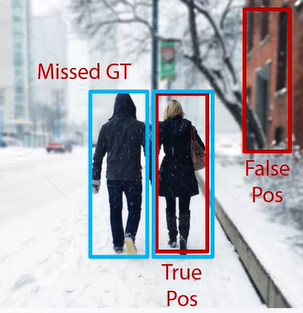 Missed GT
False
Pos
True
Pos